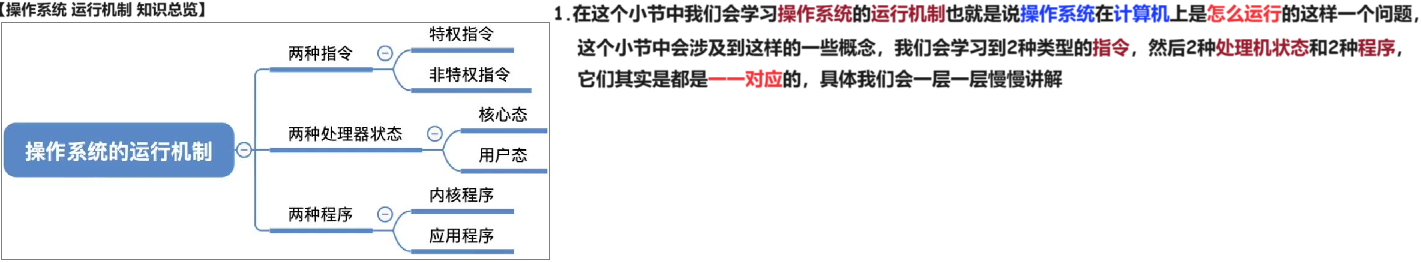 【操作系统 运行机制 知识总览】
操作系统的运行机制
两种指令
特权指令
非特权指令
两种处理器状态
核心态
用户态
两种程序
内核程序
应用程序
1.在这个小节中我们会学习操作系统的运行机制也就是说操作系统在计算机上是怎么运行的这样一个问题，
这个小节中会涉及到这样的一些概念，我们会学习到2种类型的指令，然后2种处理机状态和2种程序，
它们其实是都是一一对应的，具体我们会一层一层慢慢讲解